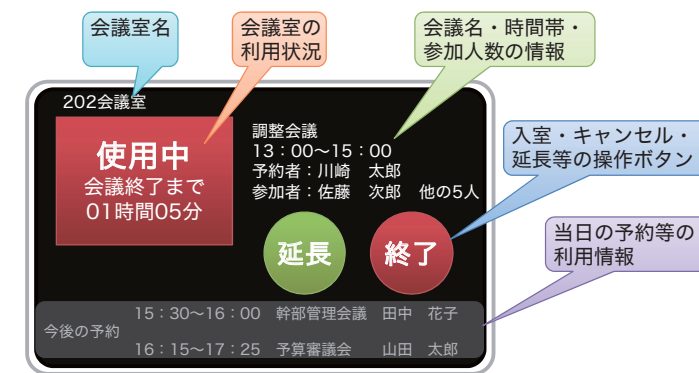 会議室名
会議室の
利用状況
会議名・時間帯・
参加人数の情報
202会議室
使用中
会議終了まで
01時間05分
調整会議
13：00〜15：00
予約者：川崎　太郎
参加者：佐藤　次郎　他の5人
入室・キャンセル・
延長等の操作ボタン
延長
終了
当日の予約等の
利用情報
今後の予約
15：30〜16：00　幹部管理会議　田中　花子
16：15〜17：25　予算審議会　山田　太郎